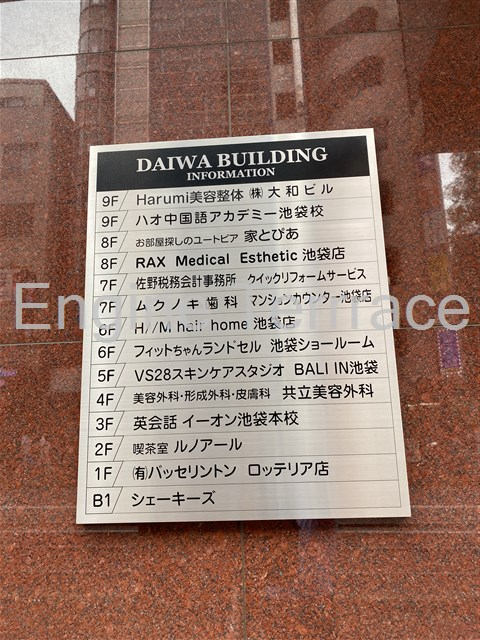 DAIWA BUILDING
INFORMATION
9F Harumi美容整体 ㈱大和ビル
9F ハオ中国語アカデミー池袋校
8F お部屋探しのユートピア 家とぴあ
8F RAX Medical Esthetic 池袋店
7F 佐野税務会計事務所 クイックリフォームサービス
7F ムクノキ歯科 マンションカウンター池袋店
6F H//M hair home 池袋店
6F フィットちゃんランドセル 池袋ショールーム
5F VS28スキンケアスタジオ BALI IN池袋
4F 美容外科・形成外科・皮膚科 共立美容外科
3F 英会話 イーオン池袋本校
2F 喫茶室 ルノアール
1F ㈲バッセリントン ロッテリア店
B1 シェーキーズ